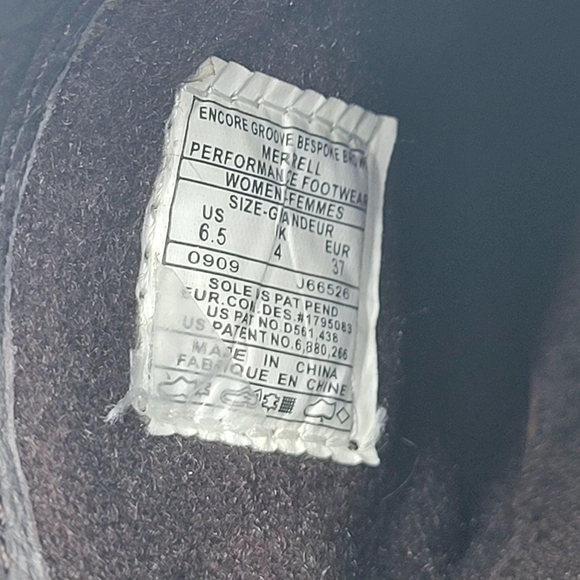 ENCORE GROOVE BESPOKE
MERRELL
PERFORMANCE FOOTWEAR
WOMEN-FEMMES
SIZE-GRANDEUR
US UK EUR
6.5 4 37
0909 J66526
SOLE IS PAT PEND
EUR.COM.DES.#1795083
US PAT NO.D561,438
US PATENT NO.6,880,266
MADE IN CHINA
FABRIQUE EN CHINE